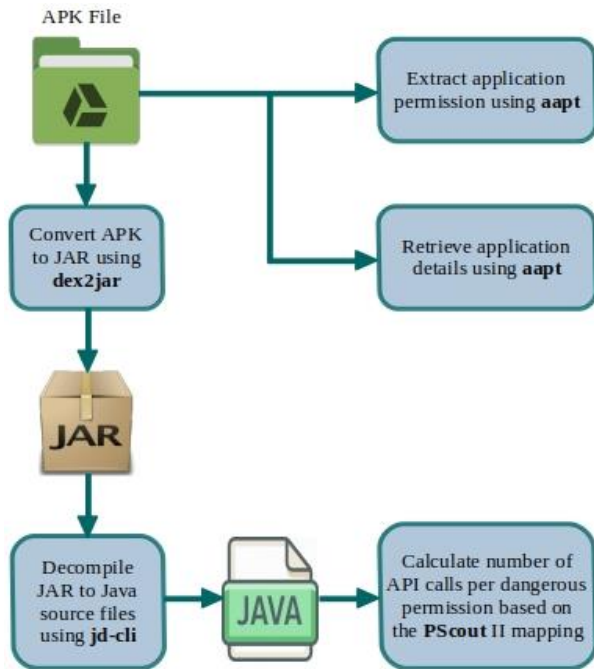 APK File
Extract application
permission using aapt
Convert APK
to JAR using
dex2jar
Retrieve application
details using aapt
JAR
Decompile
JAR to Java
source files
using jd-cli
JAVA
Calculate number of
API calls per dangerous
permission based on
the PScout II mapping